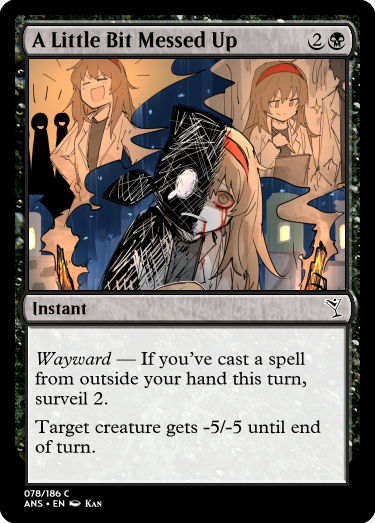 A Little Bit Messed Up 2
Instant
Wayward — If you've cast a spell
from outside your hand this turn,
surveil 2.
Target creature gets -5/-5 until end
of turn.
078/186 C
ANS • EN Kan